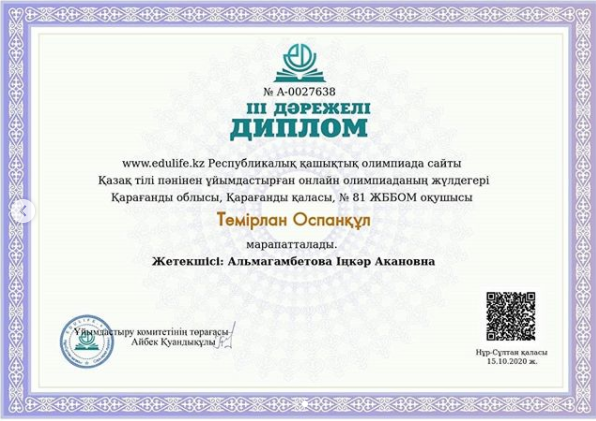 № А-0027638
III ДӘРЕЖЕЛІ
ДИПЛОМ
www.edulife.kz Республикалық қашықтық олимпиада сайты
Қазақ тілі пәнінен ұйымдастырған онлайн олимпиаданың жүлдегері
Қарағанды облысы, Қарағанды қаласы, № 81 ЖББОМ оқушысы
Төмірлан Оспанқұл
марапатталады.
Жетекшісі: Альмагамбетова Іңкәр Акановна
Ұйымдастыру комитетінің төрағасы
Айбек Қуандықұлы
Нұр-Сұлтан қаласы
15.10.2020 ж.